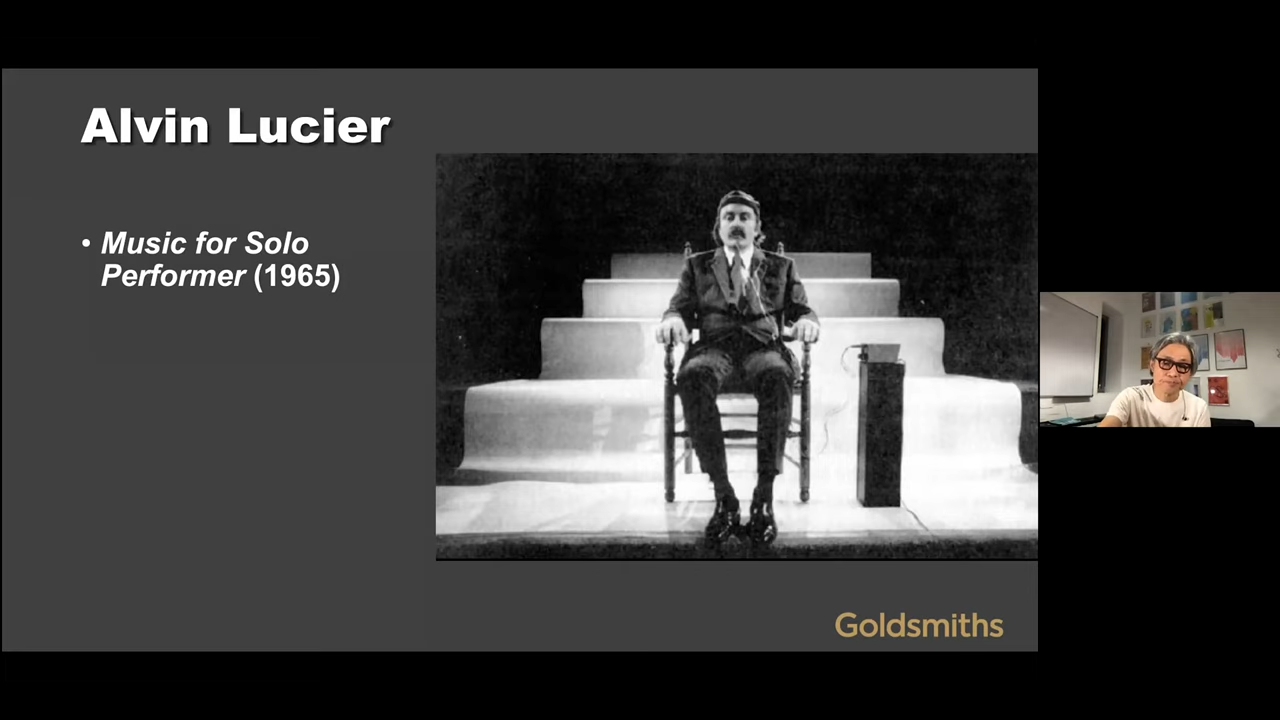 Alvin Lucier
• Music for Solo
Performer (1965)
Goldsmiths